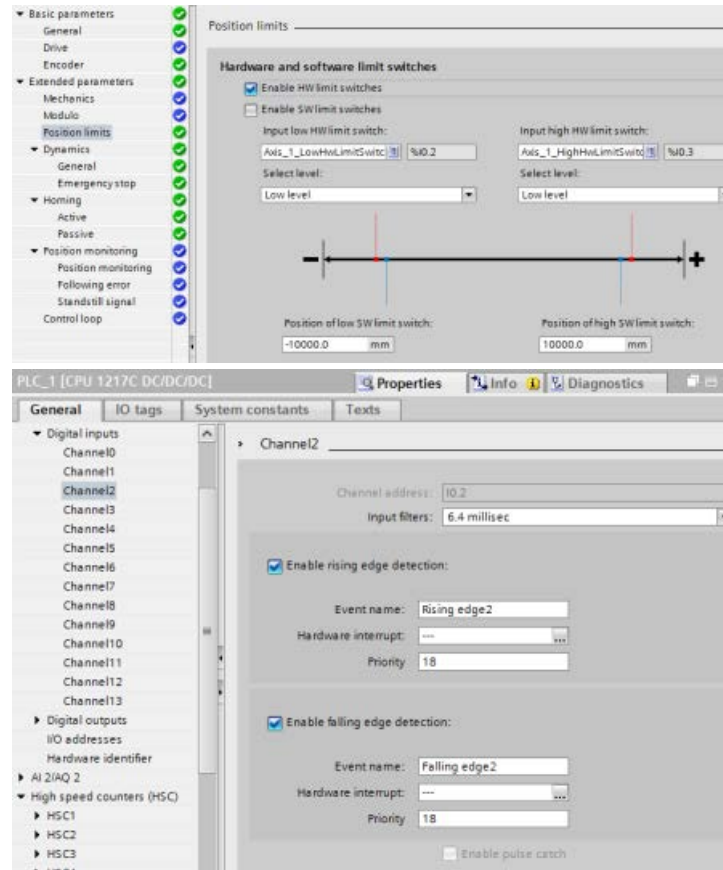 Basic parameters
General
Drive
Encoder
Extended parameters
Mechanics
Modulo
Position limits
Dynamics
General
Emergency stop
Homing
Active
Passive
Position monitoring
Position monitoring
Following error
Standstill signal
Control loop
Position limits
Hardware and software limit switches
Enable HW limit switches
Enable SW limit switches
Input low HW limit switch: Input high HW limit switch:
Axis_1_LowHwLimitSwitc %I0.2 Axis_1_HighHwLimitSwitc %I0.3
Select level: Select level:
Low level Low level
− +
Position of low SW limit switch: Position of high SW limit switch:
-10000.0 mm 10000.0 mm
PLC_1 [CPU 1217C DC/DC/DC] Properties Info Diagnostics
General IO tags System constants Texts
Digital inputs
Channel0
Channel1
Channel2
Channel3
Channel4
Channel5
Channel6
Channel7
Channel8
Channel9
Channel10
Channel11
Channel12
Channel13
Digital outputs
I/O addresses
Hardware identifier
AI 2/AQ 2
High speed counters (HSC)
HSC1
HSC2
HSC3
Channel2
Channel address: I0.2
Input filters: 6.4 millisec
Enable rising edge detection:
Event name: Rising edge2
Hardware interrupt: ---
...
Priority 18
Enable falling edge detection:
Event name: Falling edge2
Hardware interrupt: ---
...
Priority 18
Enable pulse catch